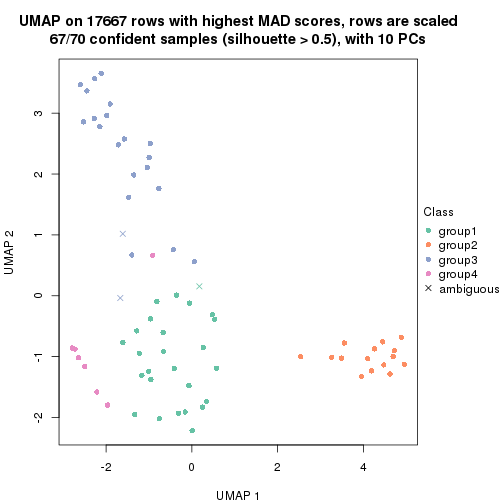 UMAP on 17667 rows with highest MAD scores, rows are scaled
67/70 confident samples (silhouette > 0.5), with 10 PCs
3
2
1
0
-1
-2
UMAP 2
-2
0
2
4
UMAP 1
Class
group1
group2
group3
group4
ambiguous